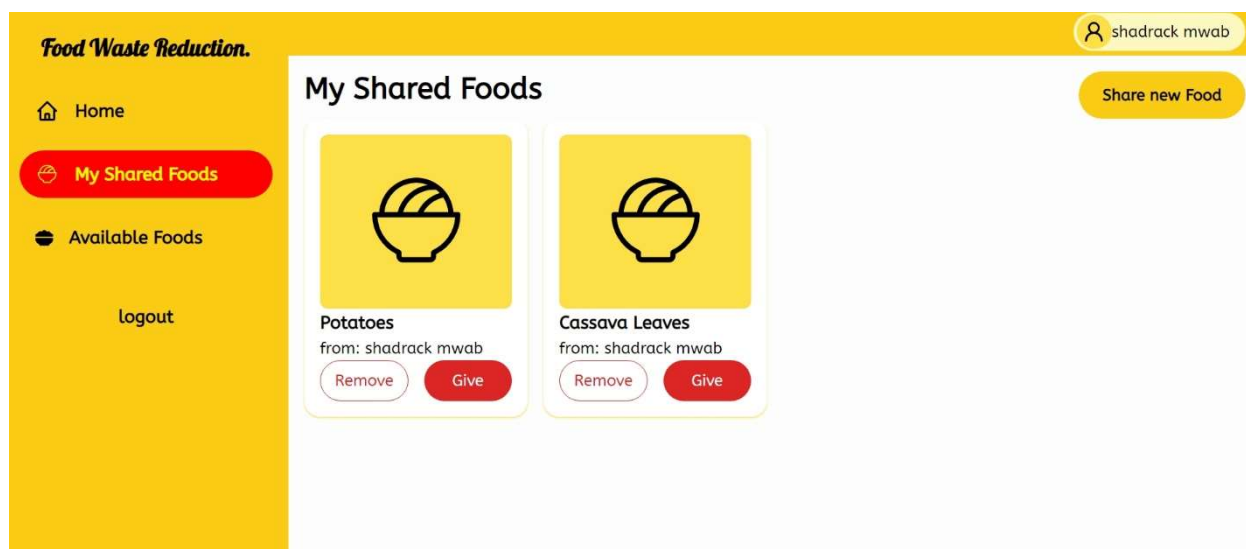 Food Waste Reduction.
shadrack mwab
Home
My Shared Foods
Available Foods
logout
My Shared Foods
Share new Food
Potatoes
from: shadrack mwab
Remove Give
Cassava Leaves
from: shadrack mwab
Remove Give